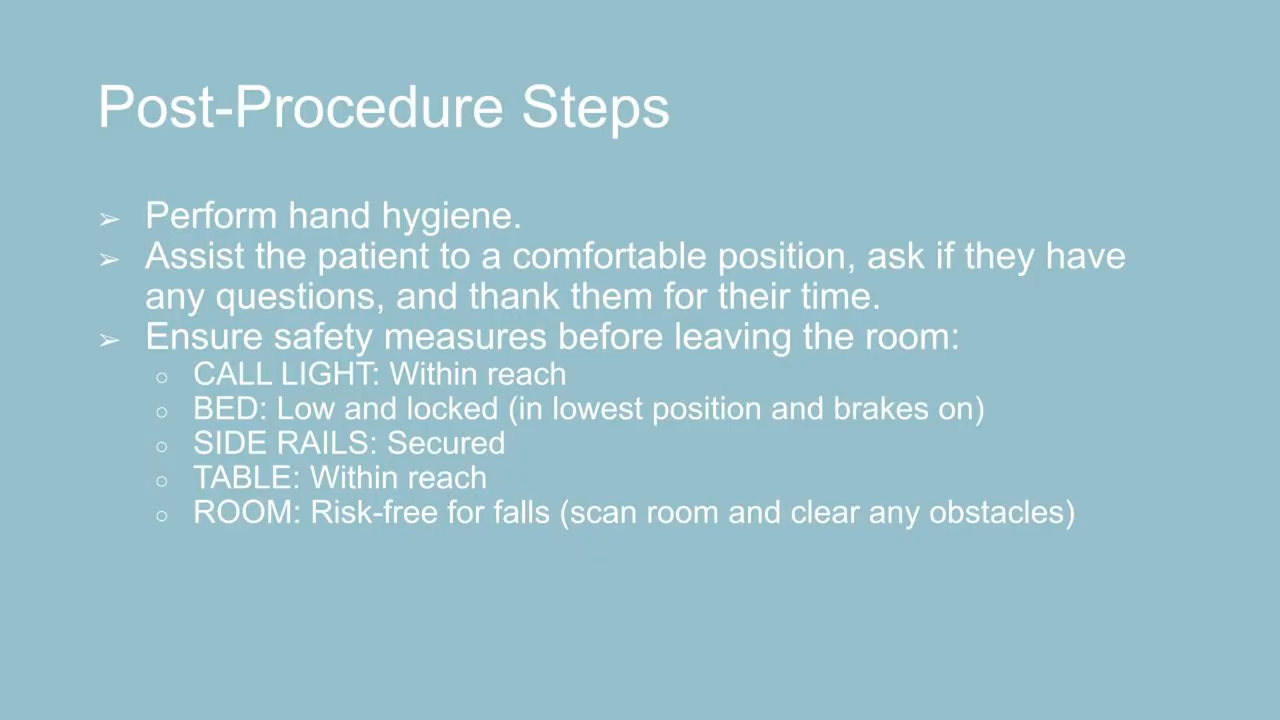 Post-Procedure Steps
➢ Perform hand hygiene.
➢ Assist the patient to a comfortable position, ask if they have
any questions, and thank them for their time.
➢ Ensure safety measures before leaving the room:
○ CALL LIGHT: Within reach
○ BED: Low and locked (in lowest position and brakes on)
○ SIDE RAILS: Secured
○ TABLE: Within reach
○ ROOM: Risk-free for falls (scan room and clear any obstacles)